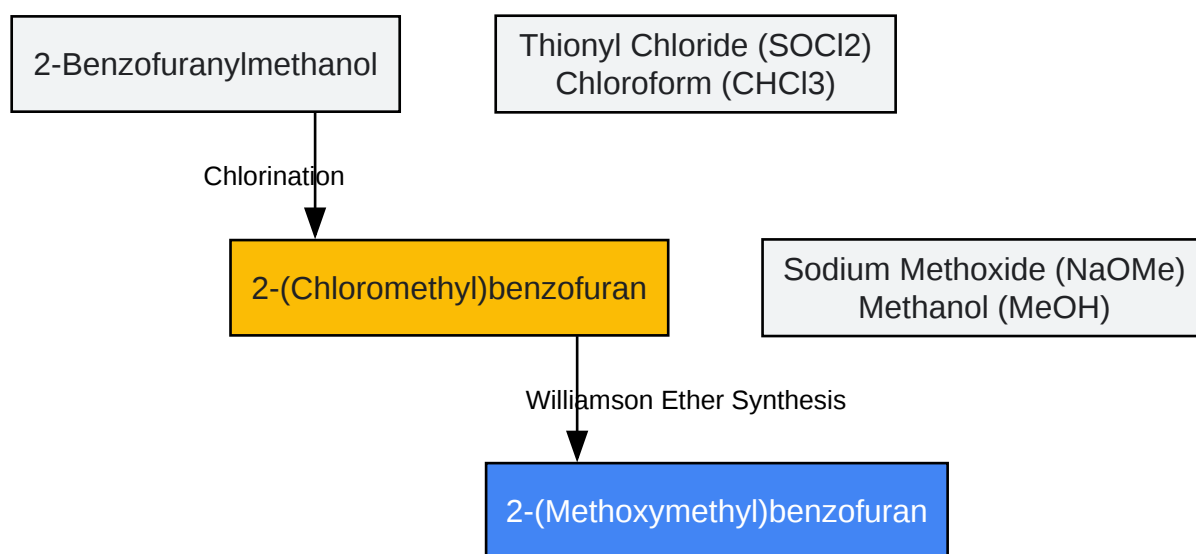 2-Benzofuranylmethanol
Thionyl Chloride (SOCl2)
Chloroform (CHCl3)
Chlorination
2-(Chloromethyl)benzofuran
Sodium Methoxide (NaOMe)
Methanol (MeOH)
Williamson Ether Synthesis
2-(Methoxymethyl)benzofuran